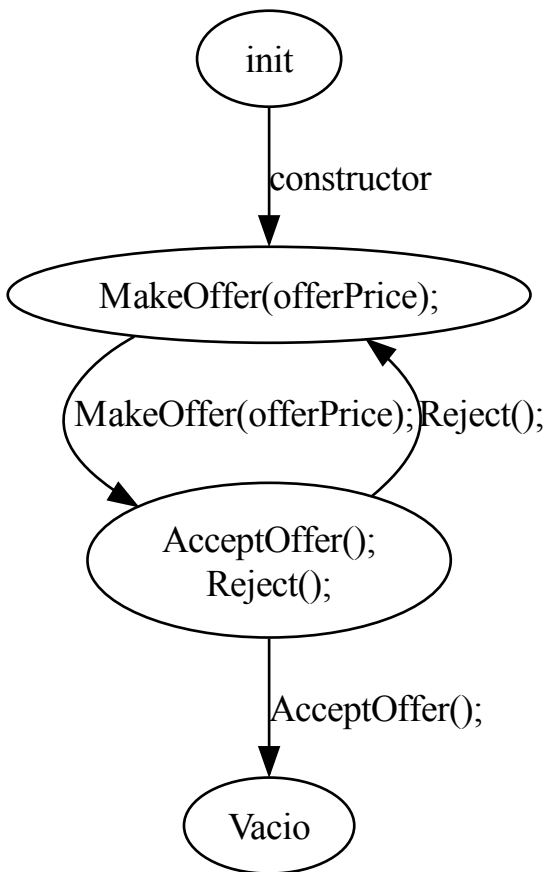 init
constructor
MakeOffer(offerPrice);
MakeOffer(offerPrice);
Reject();
AcceptOffer();
Reject();
AcceptOffer();
Vacio